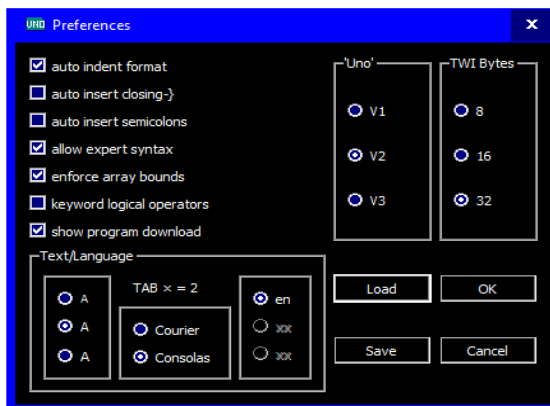 UNO Preferences x
auto indent format
auto insert closing-}
auto insert semicolons
allow expert syntax
enforce array bounds
keyword logical operators
show program download
'Uno'
V1
V2
V3
TWI Bytes
8
16
32
Text/Language
A
A
A
TAB × = 2
Courier
Consolas
en
xx
xx
Load
OK
Save
Cancel